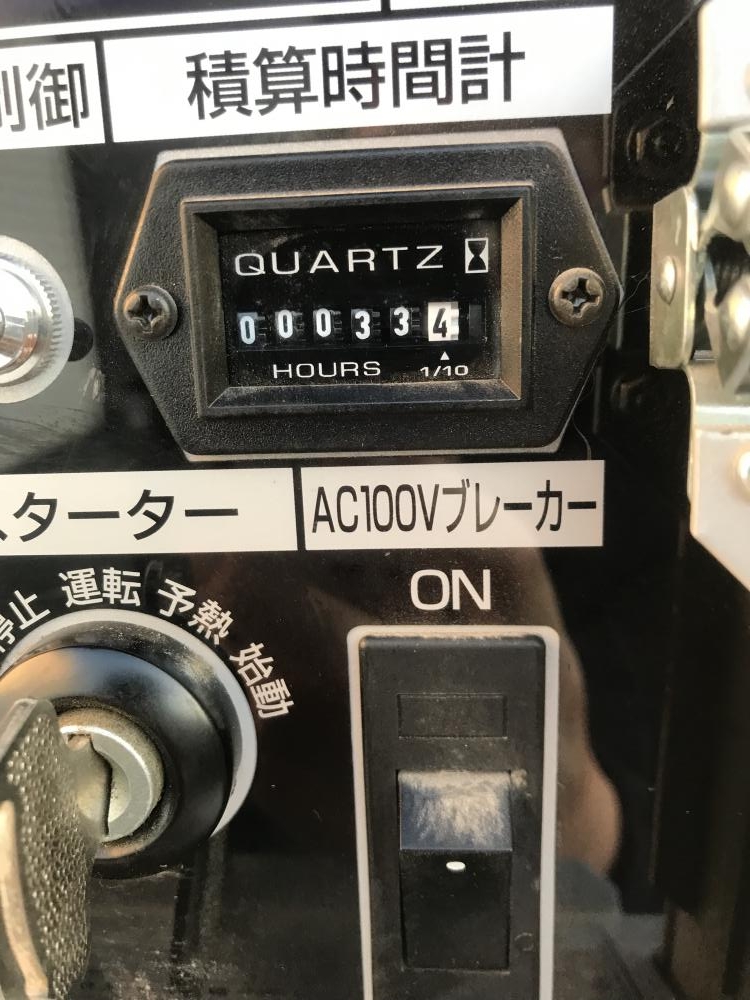 制御
積算時間計
QUARTZ
000334
HOURS 1/10
スターター
AC100Vブレーカー
ON
停止 運転 予熱 始動